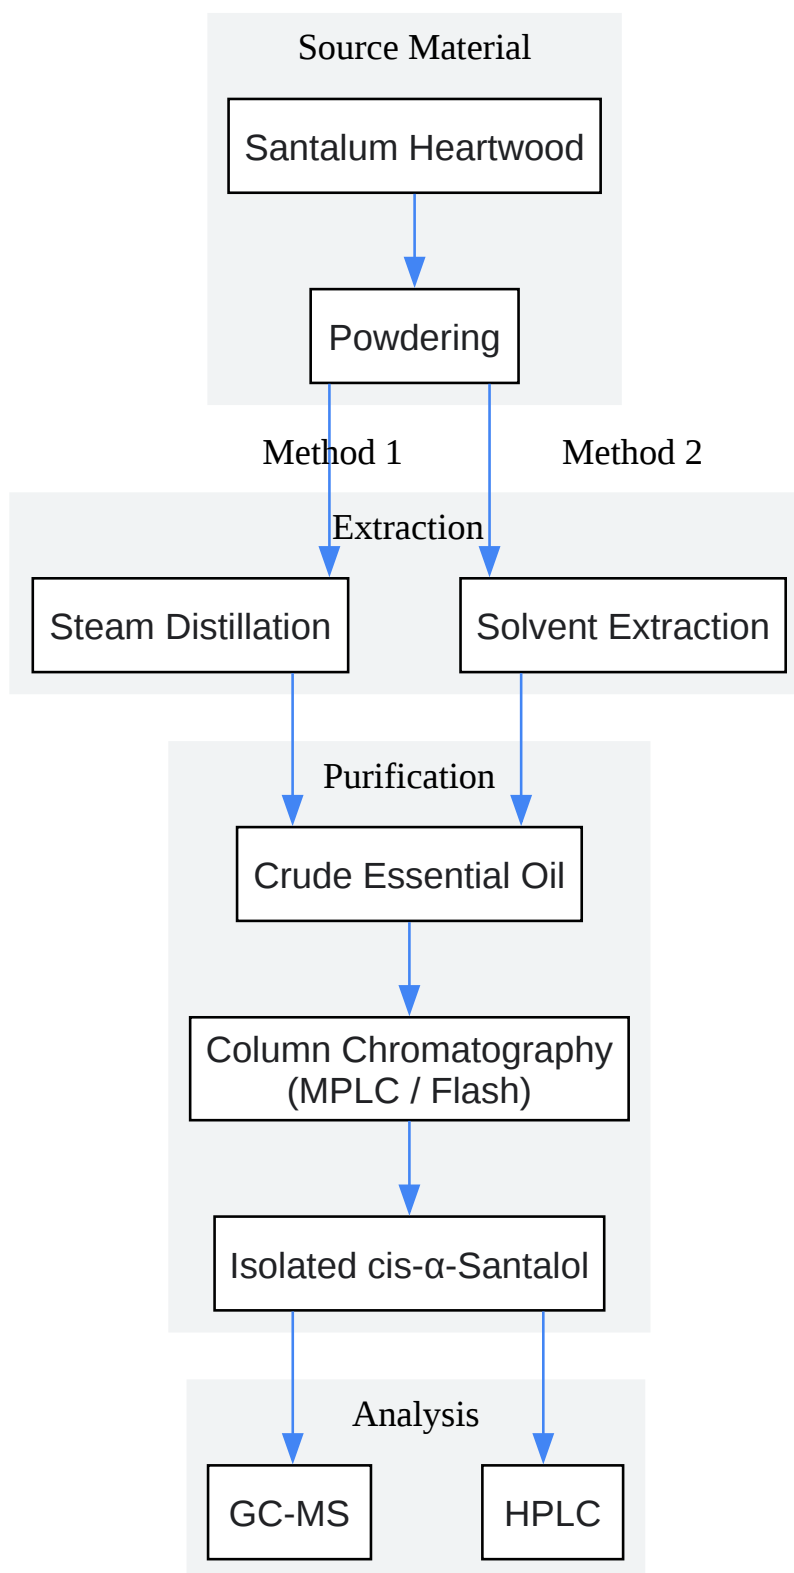 Source Material
Santalum Heartwood
Powdering
Method 1
Method 2
Extraction
Steam Distillation
Solvent Extraction
Purification
Crude Essential Oil
Column Chromatography
(MPLC / Flash)
Isolated cis-α-Santalol
Analysis
GC-MS
HPLC